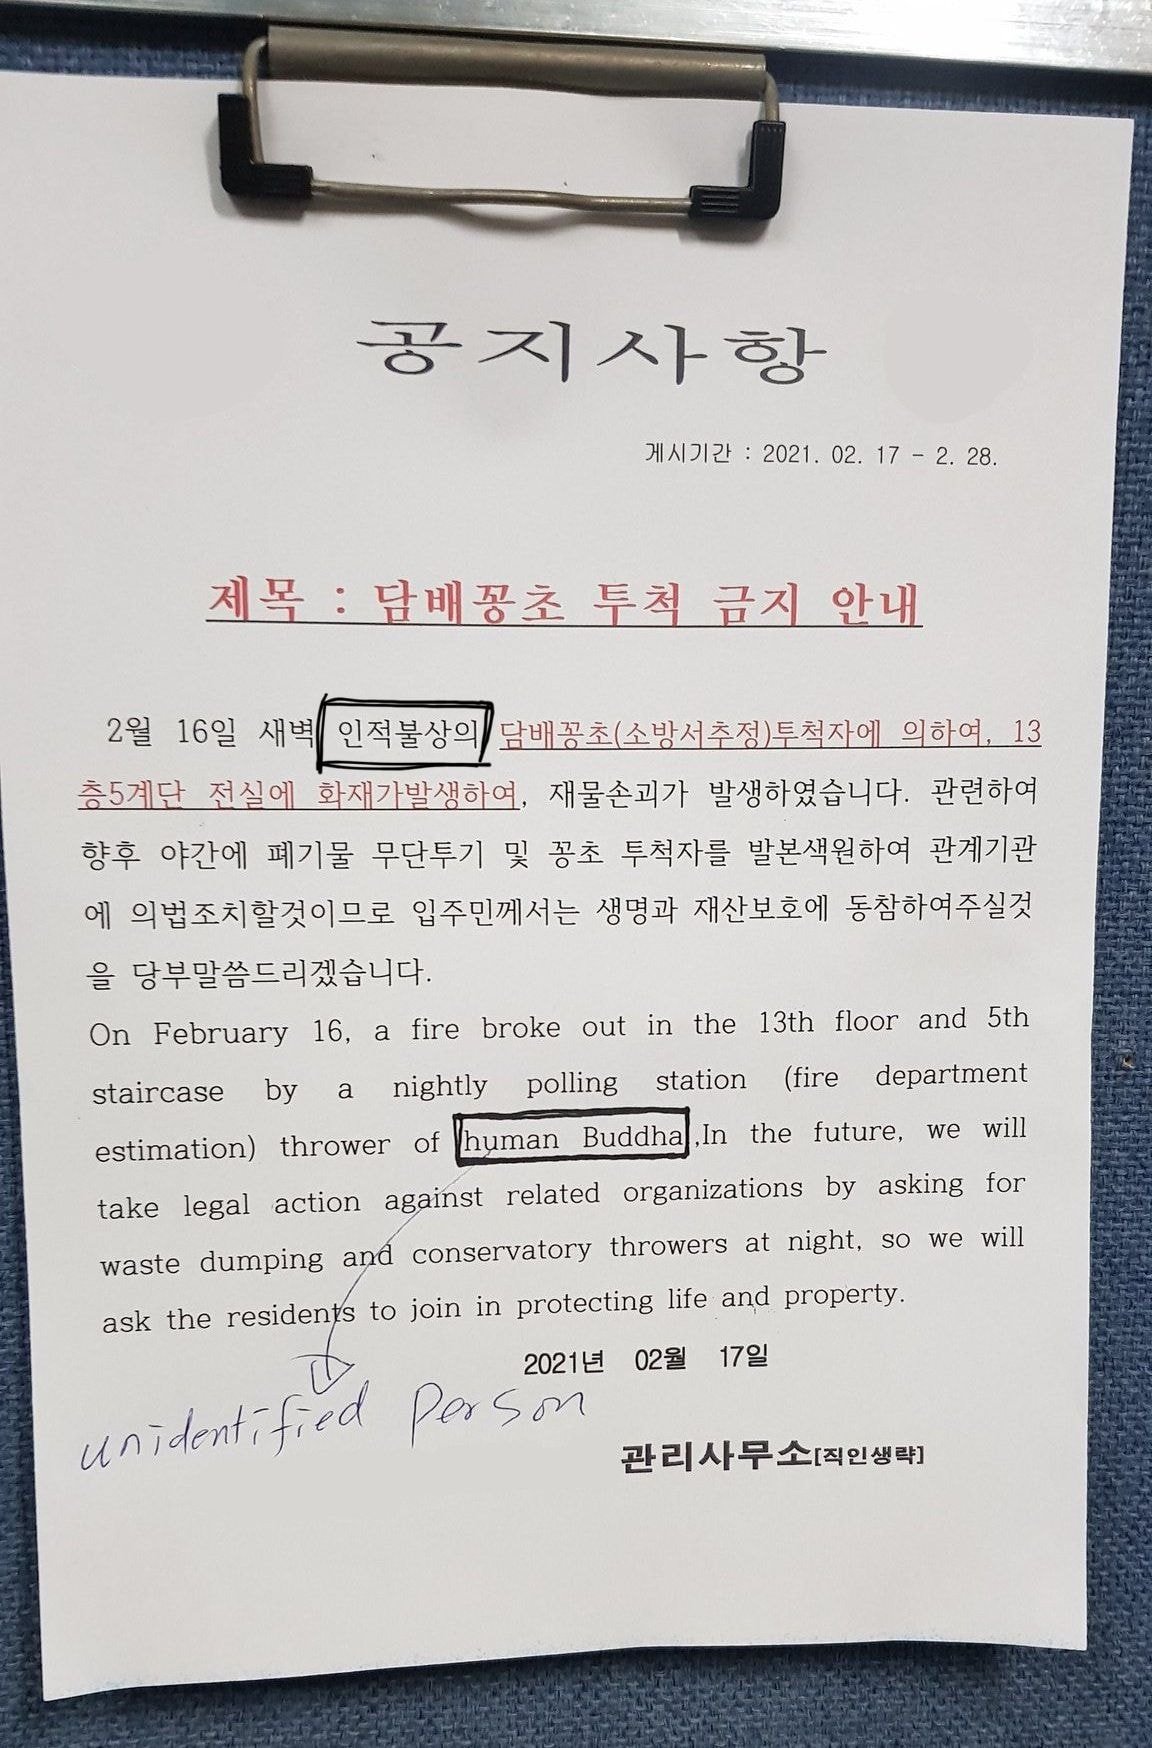 공지사항
게시기간 : 2021. 02. 17 - 2. 28.
제목 : 담배꽁초 투척 금지 안내
2월 16일 새벽 인적불상의 담배꽁초(소방서추정)투척자에 의하여, 13
층5계단 전실에 화재가발생하여, 재물손괴가 발생하였습니다. 관련하여
향후 야간에 폐기물 무단투기 및 꽁초 투척자를 발본색원하여 관계기관
에 의법조치할것이므로 입주민께서는 생명과 재산보호에 동참하여주실것
을 당부말씀드리겠습니다.
On February 16, a fire broke out in the 13th floor and 5th
staircase by a nightly polling station (fire department
estimation) thrower of human Buddha,In the future, we will
take legal action against related organizations by asking for
waste dumping and conservatory throwers at night, so we will
ask the residents to join in protecting life and property.
2021년 02월 17일
unidentified person
관리사무소[직인생략]